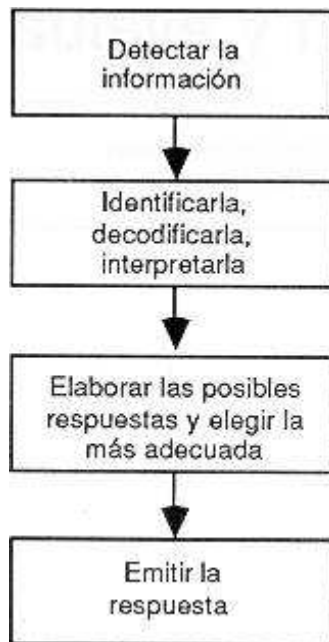 Detectar la
información
Identificarla,
decodificarla,
interpretarla
Elaborar las posibles
respuestas y elegir la
más adecuada
Emitir la
respuesta